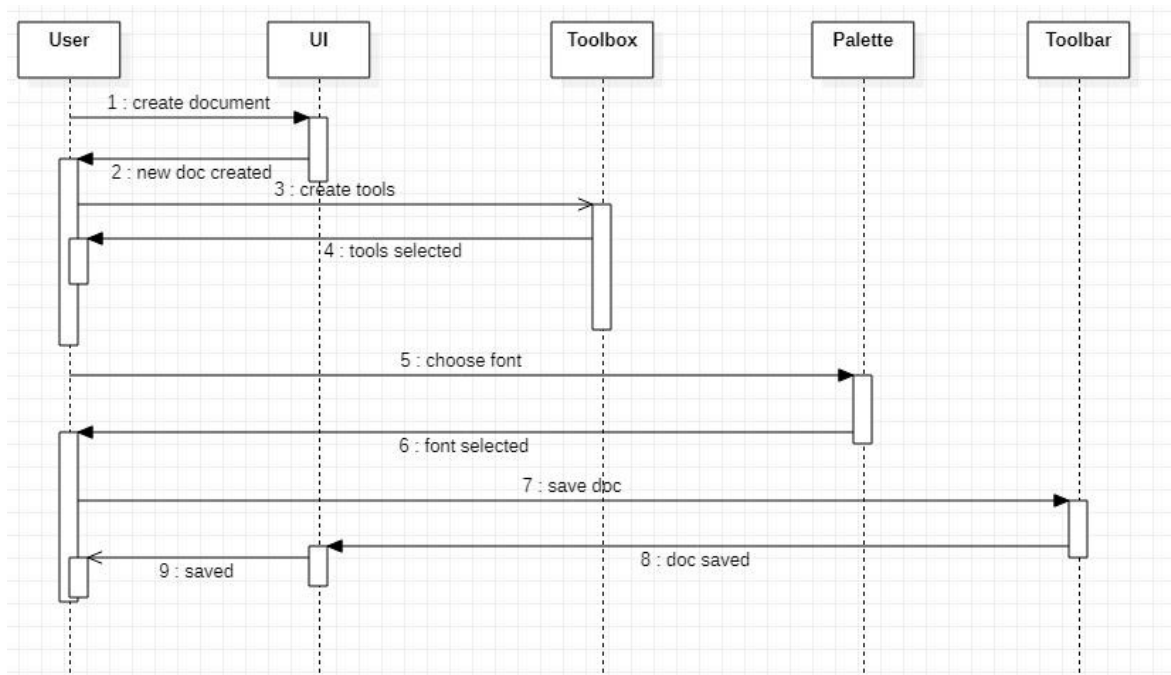 User
UI
Toolbox
Palette
Toolbar
1 : create document
2 : new doc created
3 : create tools
4 : tools selected
5 : choose font
6 : font selected
7 : save doc
8 : doc saved
9 : saved